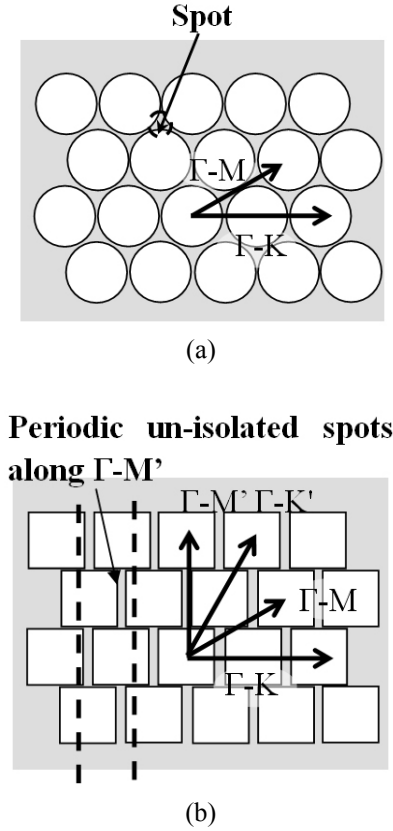 Spot
Γ-M
Γ-K
(a)
Periodic un-isolated spots
along Γ-M’
Γ-M’ Γ-K'
Γ-M
Γ-K
(b)